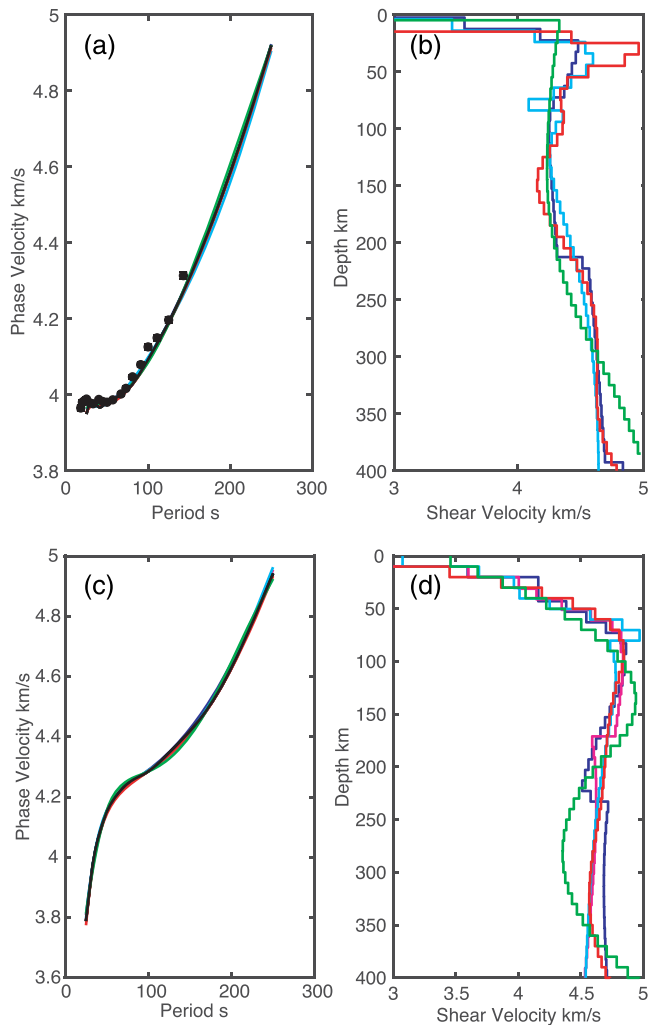 (a)
5
4.8
4.6
4.4
4.2
4
3.8
Phase Velocity km/s
0 100 200 300
Period s
(b)
0
50
100
150
200
250
300
350
400
Depth km
3 4 5
Shear Velocity km/s
(c)
5
4.8
4.6
4.4
4.2
4
3.8
3.6
Phase Velocity km/s
0 100 200 300
Period s
(d)
0
50
100
150
200
250
300
350
400
Depth km
3 3.5 4 4.5 5
Shear Velocity km/s